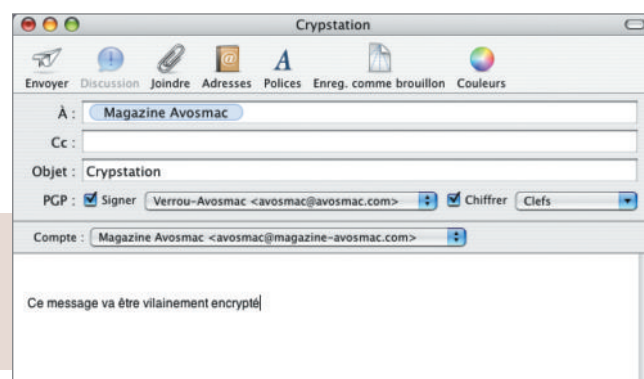 Crypstation
Envoyer Discussion Joindre Adresses Polices Enreg. comme brouillon Couleurs
À : Magazine Avosmac
Cc :
Objet : Crypstation
PGP : Signer Verrou-Avosmac <avosmac@avosmac.com> Chiffrer Clefs
Compte : Magazine Avosmac <avosmac@magazine-avosmac.com>
Ce message va être vilainement encrypté